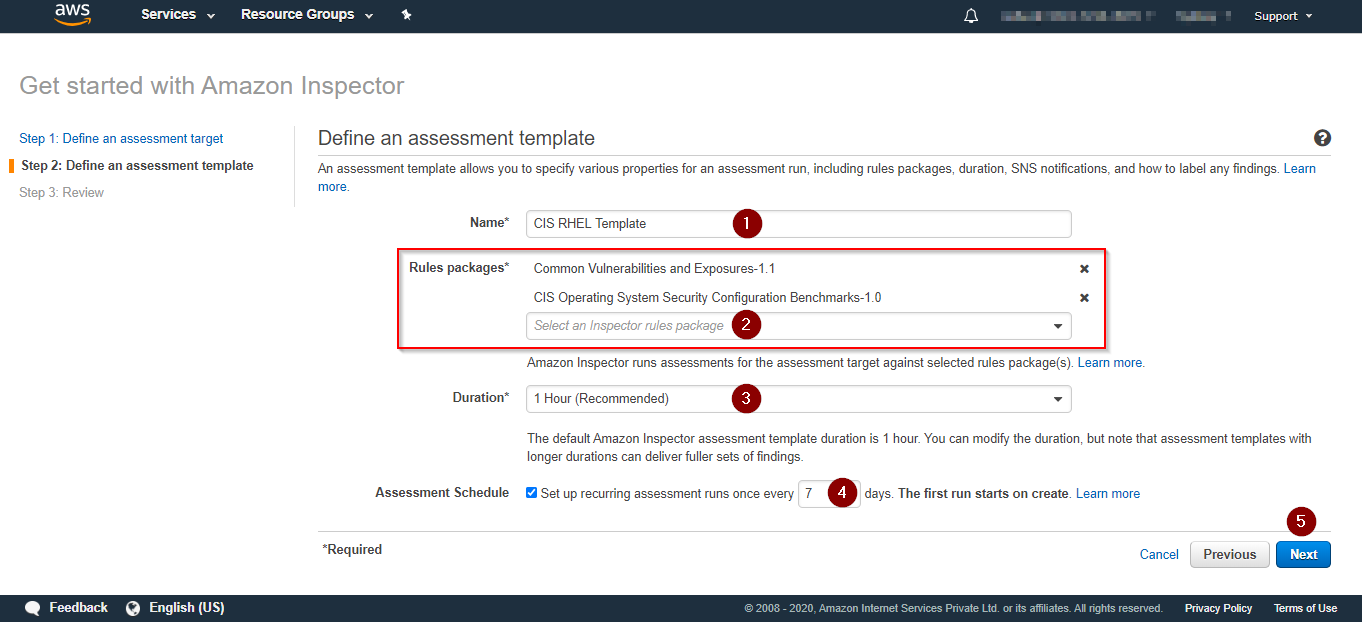 aws
Services
Resource Groups
Support
Get started with Amazon Inspector
Step 1: Define an assessment target
Step 2: Define an assessment template
Step 3: Review
Define an assessment template
?
An assessment template allows you to specify various properties for an assessment run, including rules packages, duration, SNS notifications, and how to label any findings. Learn
more.
Name* CIS RHEL Template 1
Rules packages* Common Vulnerabilities and Exposures-1.1
CIS Operating System Security Configuration Benchmarks-1.0
Select an Inspector rules package 2
Amazon Inspector runs assessments for the assessment target against selected rules package(s). Learn more.
Duration* 1 Hour (Recommended) 3
The default Amazon Inspector assessment template duration is 1 hour. You can modify the duration, but note that assessment templates with
longer durations can deliver fuller sets of findings.
Assessment Schedule Set up recurring assessment runs once every 7 4 days. The first run starts on create. Learn more
5
*Required
Cancel Previous Next
Feedback English (US)
© 2008 - 2020, Amazon Internet Services Private Ltd. or its affiliates. All rights reserved. Privacy Policy Terms of Use